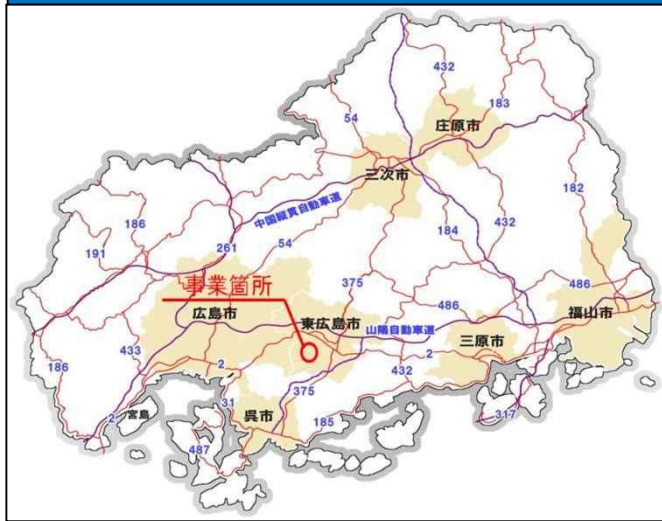 432
183
54
庄原市
三次市
182
中国縦貫自動車道
186
432
191
261
54
184
375
事業箇所
486
486
広島市
東広島市
山陽自動車道
福山市
三原市
186
433
2
2
432
2
宮島
31
375
呉市
185
317
487